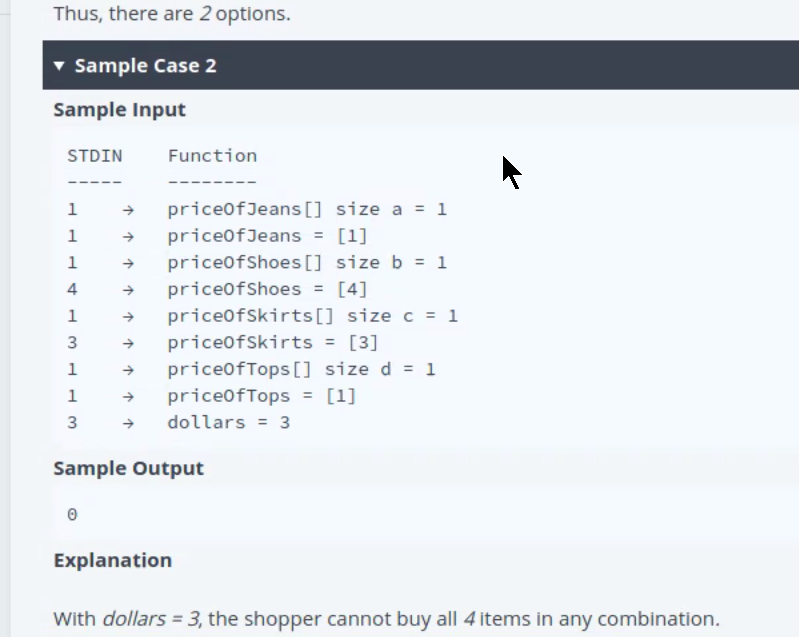 Thus, there are 2 options.
▼ Sample Case 2
Sample Input
STDIN Function
----- --------
1 → priceOfJeans[] size a = 1
1 → priceOfJeans = [1]
1 → priceOfShoes[] size b = 1
4 → priceOfShoes = [4]
1 → priceOfSkirts[] size c = 1
3 → priceOfSkirts = [3]
1 → priceOfTops[] size d = 1
1 → priceOfTops = [1]
3 → dollars = 3
Sample Output
0
Explanation
With dollars = 3, the shopper cannot buy all 4 items in any combination.